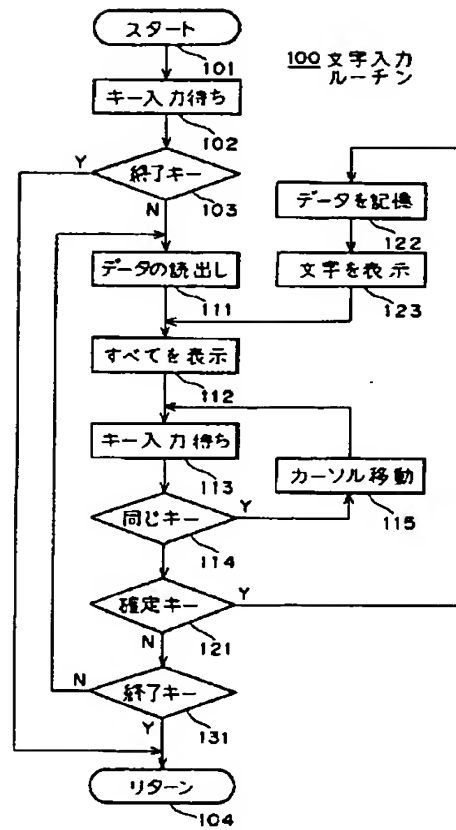 スタート
101
100 文字入力
ルーチン
キー入力待ち
102
Y
終了キー
103
N
データを記憶
122
データの読出し
111
文字を表示
123
すべてを表示
112
キー入力待ち
113
カーソル移動
115
同じキー
Y
114
確定キー
Y
121
N
N
終了キー
131
Y
リターン
104